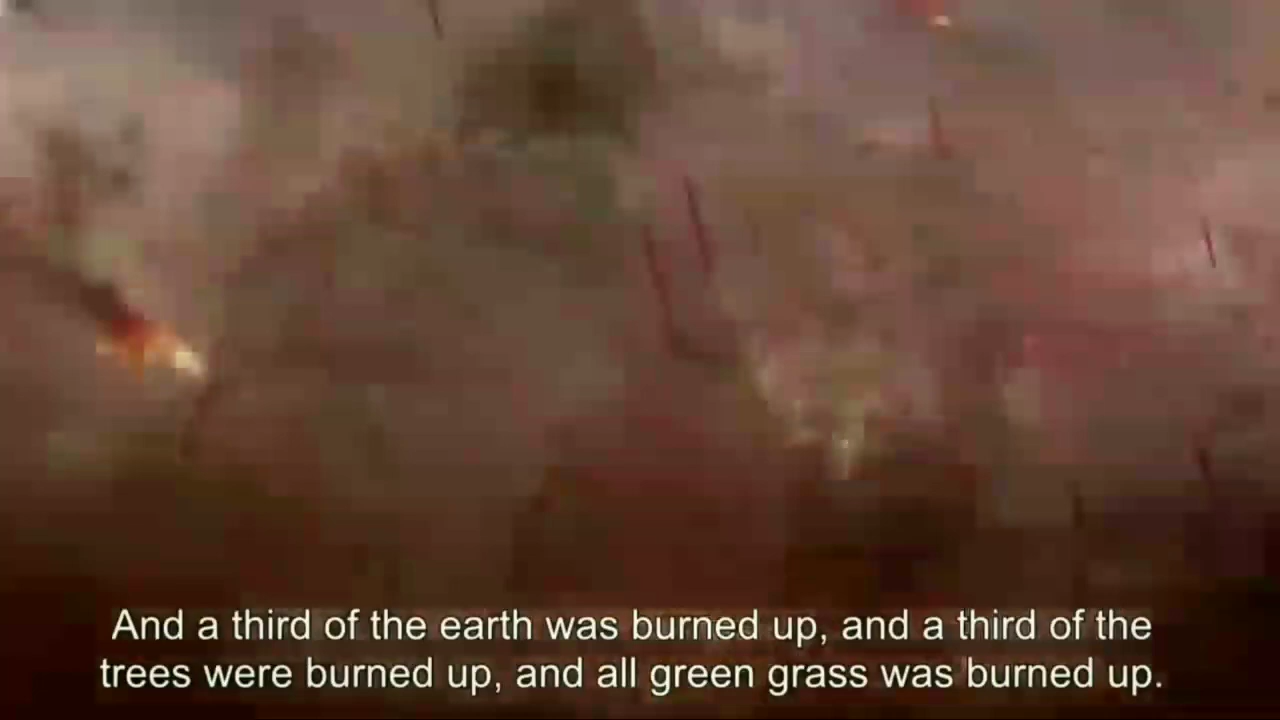 And a third of the earth was burned up, and a third of the
trees were burned up, and all green grass was burned up.